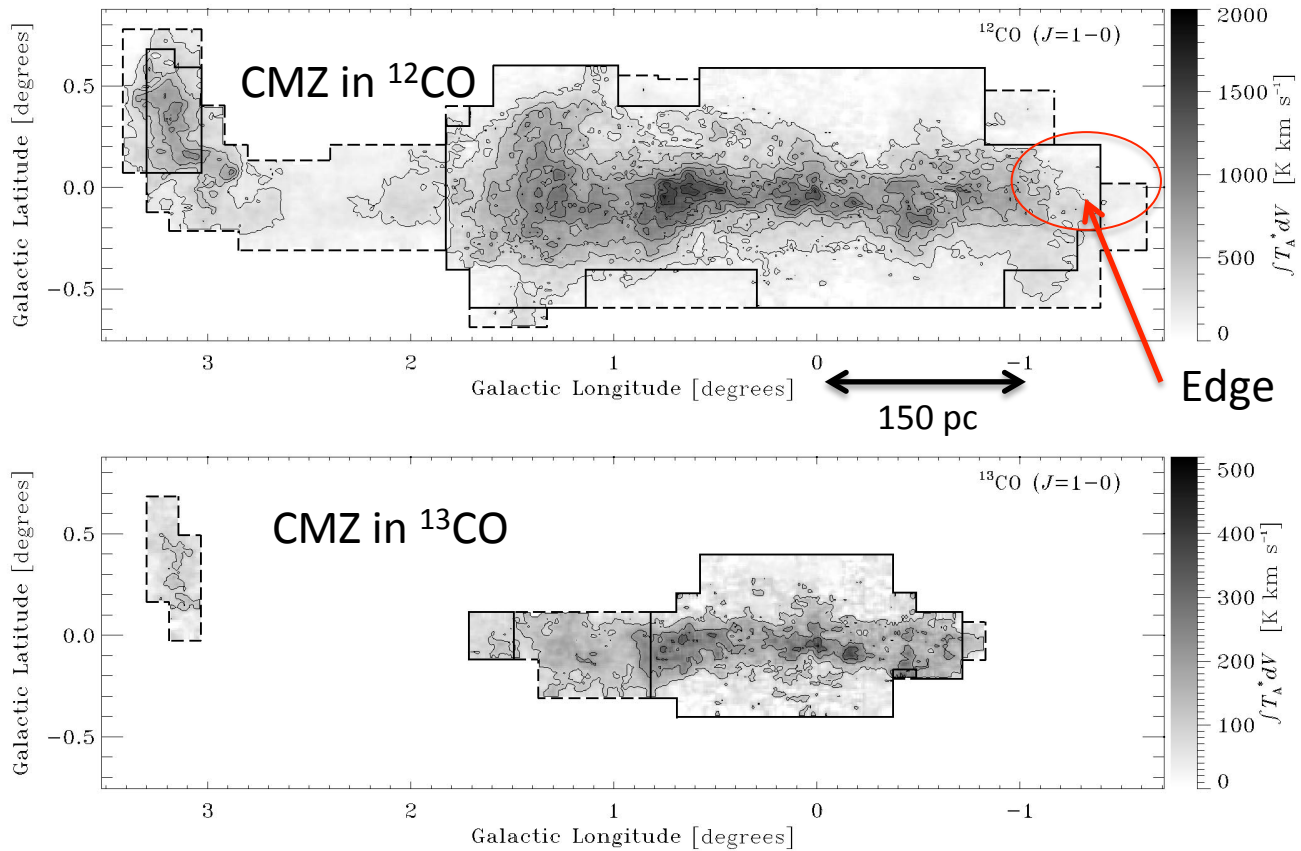 ¹²CO (J=1−0)
CMZ in ¹²CO
Galactic Latitude [degrees]
0.5
0.0
−0.5
3
2
1
0
−1
Galactic Longitude [degrees]
150 pc
Edge
2000
1500
1000
500
0
∫T_A^* dV [K km s⁻¹]
¹³CO (J=1−0)
CMZ in ¹³CO
Galactic Latitude [degrees]
0.5
0.0
−0.5
3
2
1
0
−1
Galactic Longitude [degrees]
500
400
300
200
100
0
∫T_A^* dV [K km s⁻¹]